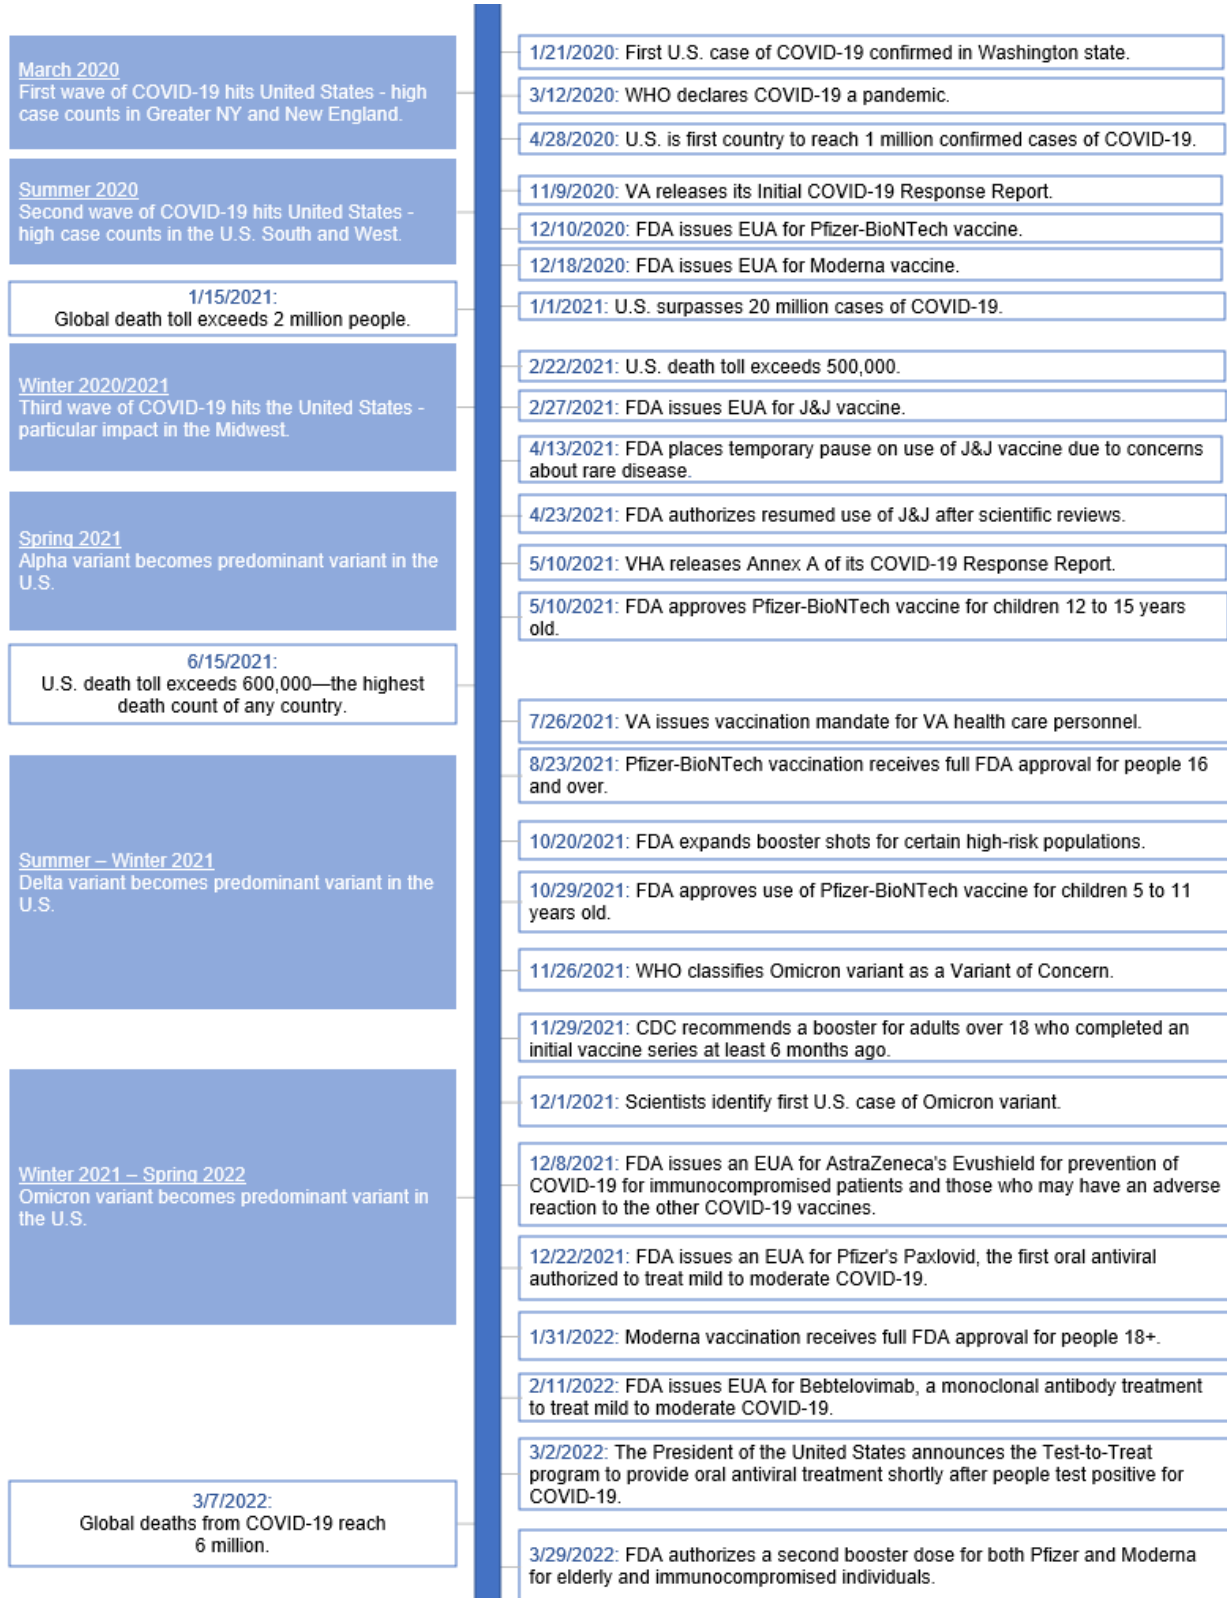 March 2020
First wave of COVID-19 hits United States - high
case counts in Greater NY and New England.
Summer 2020
Second wave of COVID-19 hits United States -
high case counts in the U.S. South and West.
1/15/2021:
Global death toll exceeds 2 million people.
Winter 2020/2021
Third wave of COVID-19 hits the United States -
particular impact in the Midwest.
Spring 2021
Alpha variant becomes predominant variant in the
U.S.
6/15/2021:
U.S. death toll exceeds 600,000—the highest
death count of any country.
Summer – Winter 2021
Delta variant becomes predominant variant in the
U.S.
Winter 2021 – Spring 2022
Omicron variant becomes predominant variant in
the U.S.
3/7/2022:
Global deaths from COVID-19 reach
6 million.
1/21/2020: First U.S. case of COVID-19 confirmed in Washington state.
3/12/2020: WHO declares COVID-19 a pandemic.
4/28/2020: U.S. is first country to reach 1 million confirmed cases of COVID-19.
11/9/2020: VA releases its Initial COVID-19 Response Report.
12/10/2020: FDA issues EUA for Pfizer-BioNTech vaccine.
12/18/2020: FDA issues EUA for Moderna vaccine.
1/1/2021: U.S. surpasses 20 million cases of COVID-19.
2/22/2021: U.S. death toll exceeds 500,000.
2/27/2021: FDA issues EUA for J&J vaccine.
4/13/2021: FDA places temporary pause on use of J&J vaccine due to concerns
about rare disease.
4/23/2021: FDA authorizes resumed use of J&J after scientific reviews.
5/10/2021: VHA releases Annex A of its COVID-19 Response Report.
5/10/2021: FDA approves Pfizer-BioNTech vaccine for children 12 to 15 years
old.
7/26/2021: VA issues vaccination mandate for VA health care personnel.
8/23/2021: Pfizer-BioNTech vaccination receives full FDA approval for people 16
and over.
10/20/2021: FDA expands booster shots for certain high-risk populations.
10/29/2021: FDA approves use of Pfizer-BioNTech vaccine for children 5 to 11
years old.
11/26/2021: WHO classifies Omicron variant as a Variant of Concern.
11/29/2021: CDC recommends a booster for adults over 18 who completed an
initial vaccine series at least 6 months ago.
12/1/2021: Scientists identify first U.S. case of Omicron variant.
12/8/2021: FDA issues an EUA for AstraZeneca's Evushield for prevention of
COVID-19 for immunocompromised patients and those who may have an adverse
reaction to the other COVID-19 vaccines.
12/22/2021: FDA issues an EUA for Pfizer's Paxlovid, the first oral antiviral
authorized to treat mild to moderate COVID-19.
1/31/2022: Moderna vaccination receives full FDA approval for people 18+.
2/11/2022: FDA issues EUA for Bebtelovimab, a monoclonal antibody treatment
to treat mild to moderate COVID-19.
3/2/2022: The President of the United States announces the Test-to-Treat
program to provide oral antiviral treatment shortly after people test positive for
COVID-19.
3/29/2022: FDA authorizes a second booster dose for both Pfizer and Moderna
for elderly and immunocompromised individuals.